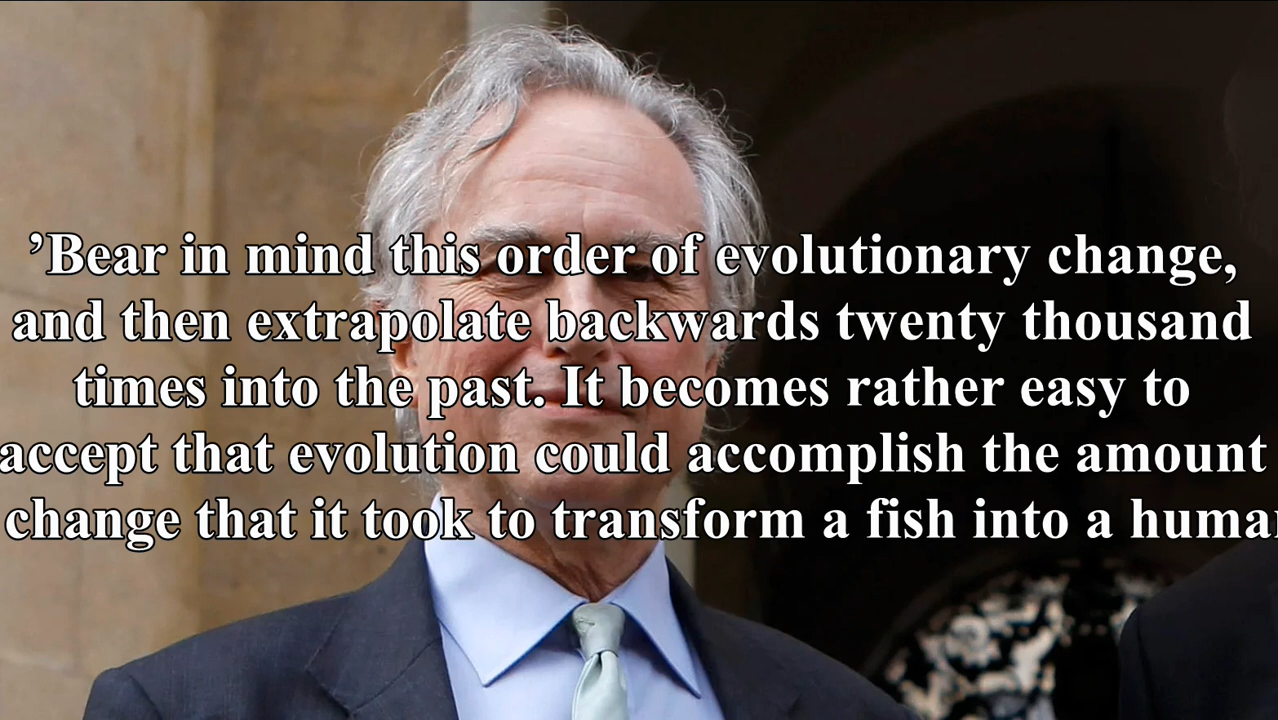 ’Bear in mind this order of evolutionary change,
and then extrapolate backwards twenty thousand
times into the past. It becomes rather easy to
accept that evolution could accomplish the amount
change that it took to transform a fish into a